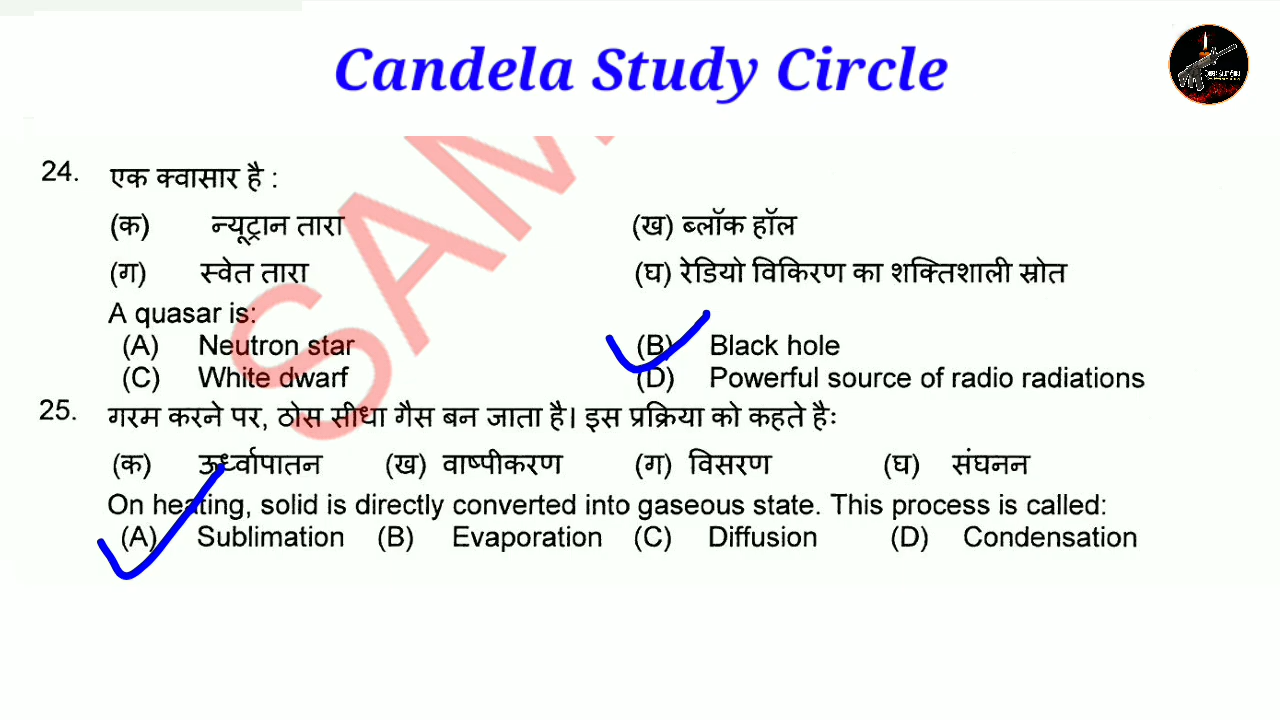 Candela Study Circle
24. एक क्वासार है :
(क) न्यूट्रान तारा (ख) ब्लॉक हॉल
(ग) स्वेत तारा (घ) रेडियो विकिरण का शक्तिशाली स्रोत
A quasar is:
(A) Neutron star (B) Black hole
(C) White dwarf (D) Powerful source of radio radiations
25. गरम करने पर, ठोस सीधा गैस बन जाता है। इस प्रक्रिया को कहते हैः
(क) ऊर्ध्वापातन (ख) वाष्पीकरण (ग) विसरण (घ) संघनन
On heating, solid is directly converted into gaseous state. This process is called:
(A) Sublimation (B) Evaporation (C) Diffusion (D) Condensation
SAM